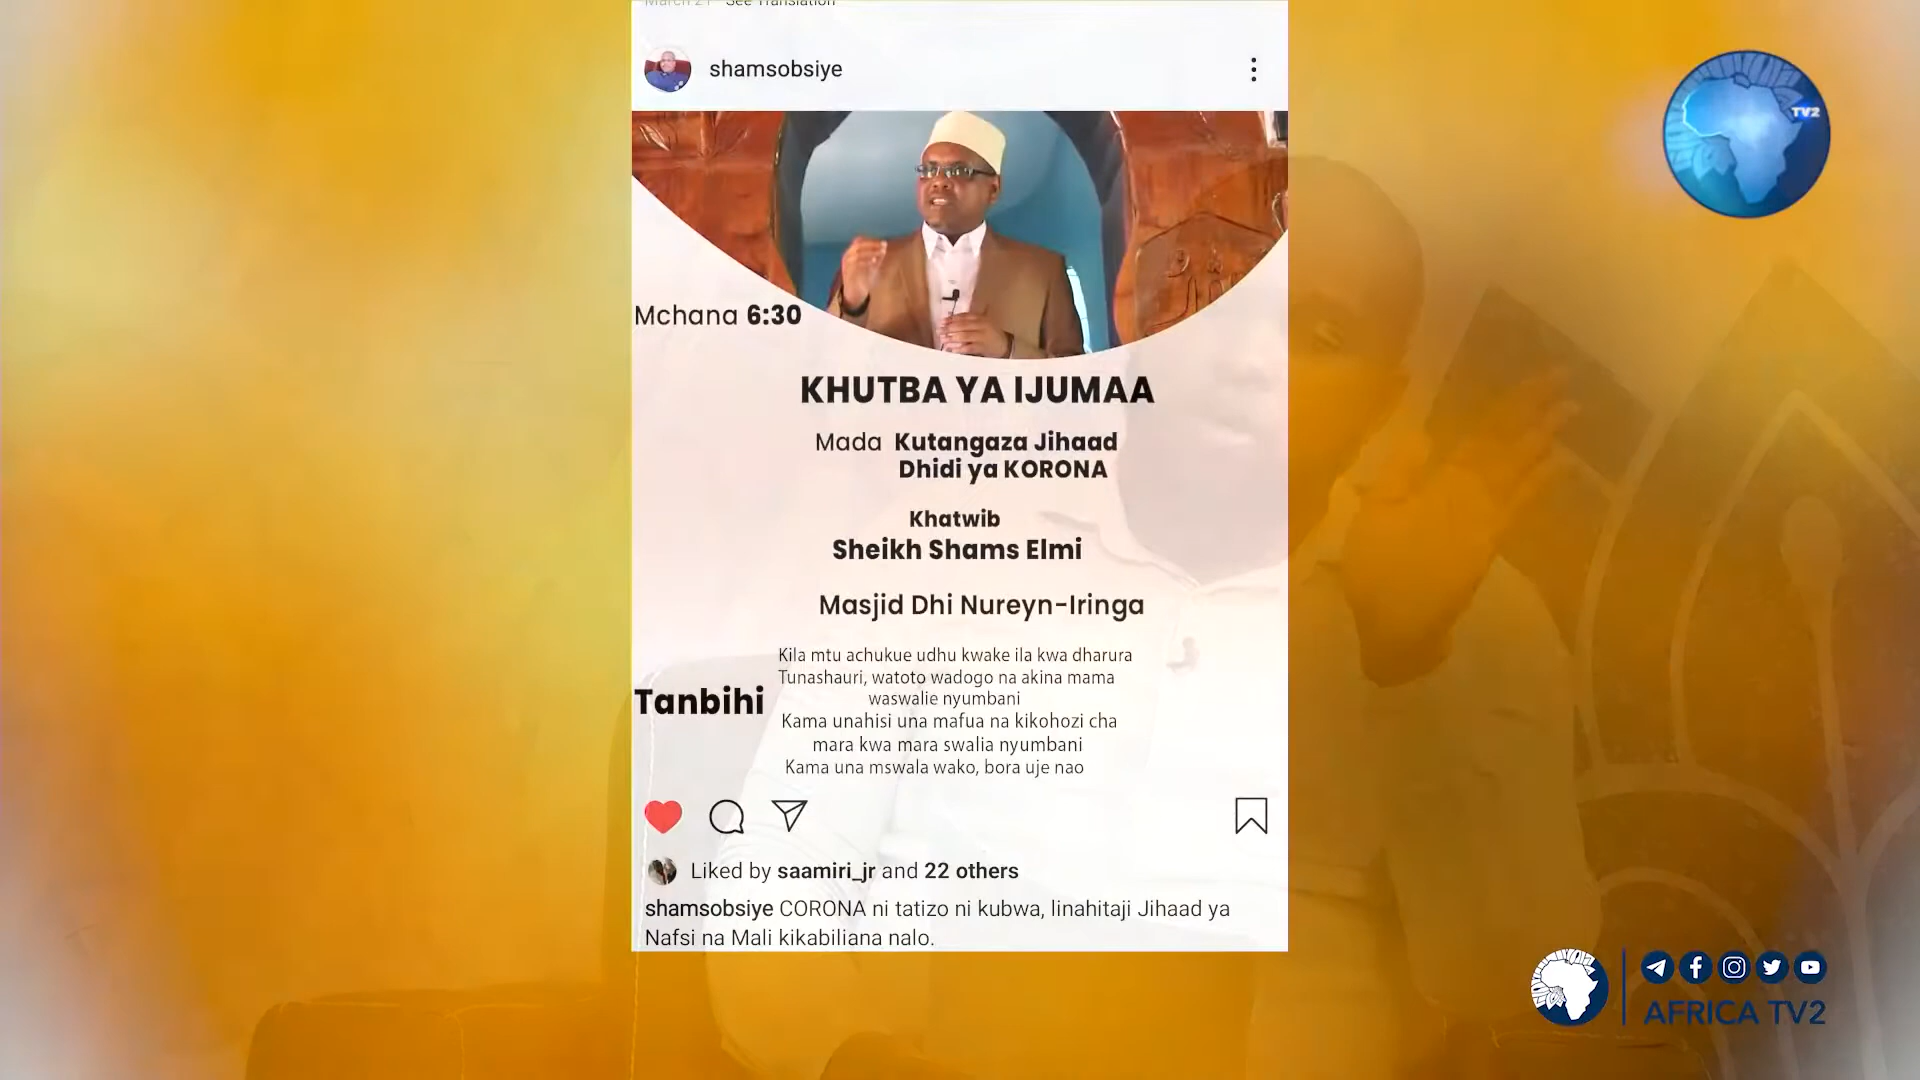 March 21 See Translation
shamsobsiye
TV2
Mchana 6:30
KHUTBA YA IJUMAA
Mada Kutangaza Jihaad
Dhidi ya KORONA
Khatwib
Sheikh Shams Elmi
Masjid Dhi Nureyn-Iringa
Tanbihi
Kila mtu achukue udhu kwake ila kwa dharura
Tunashauri, watoto wadogo na akina mama
waswalie nyumbani
Kama unahisi una mafua na kikohozi cha
mara kwa mara swalia nyumbani
Kama una mswala wako, bora uje nao
Liked by saamiri_jr and 22 others
shamsobsiye CORONA ni tatizo ni kubwa, linahitaji Jihaad ya
Nafsi na Mali kikabiliana nalo.
AFRICA TV2